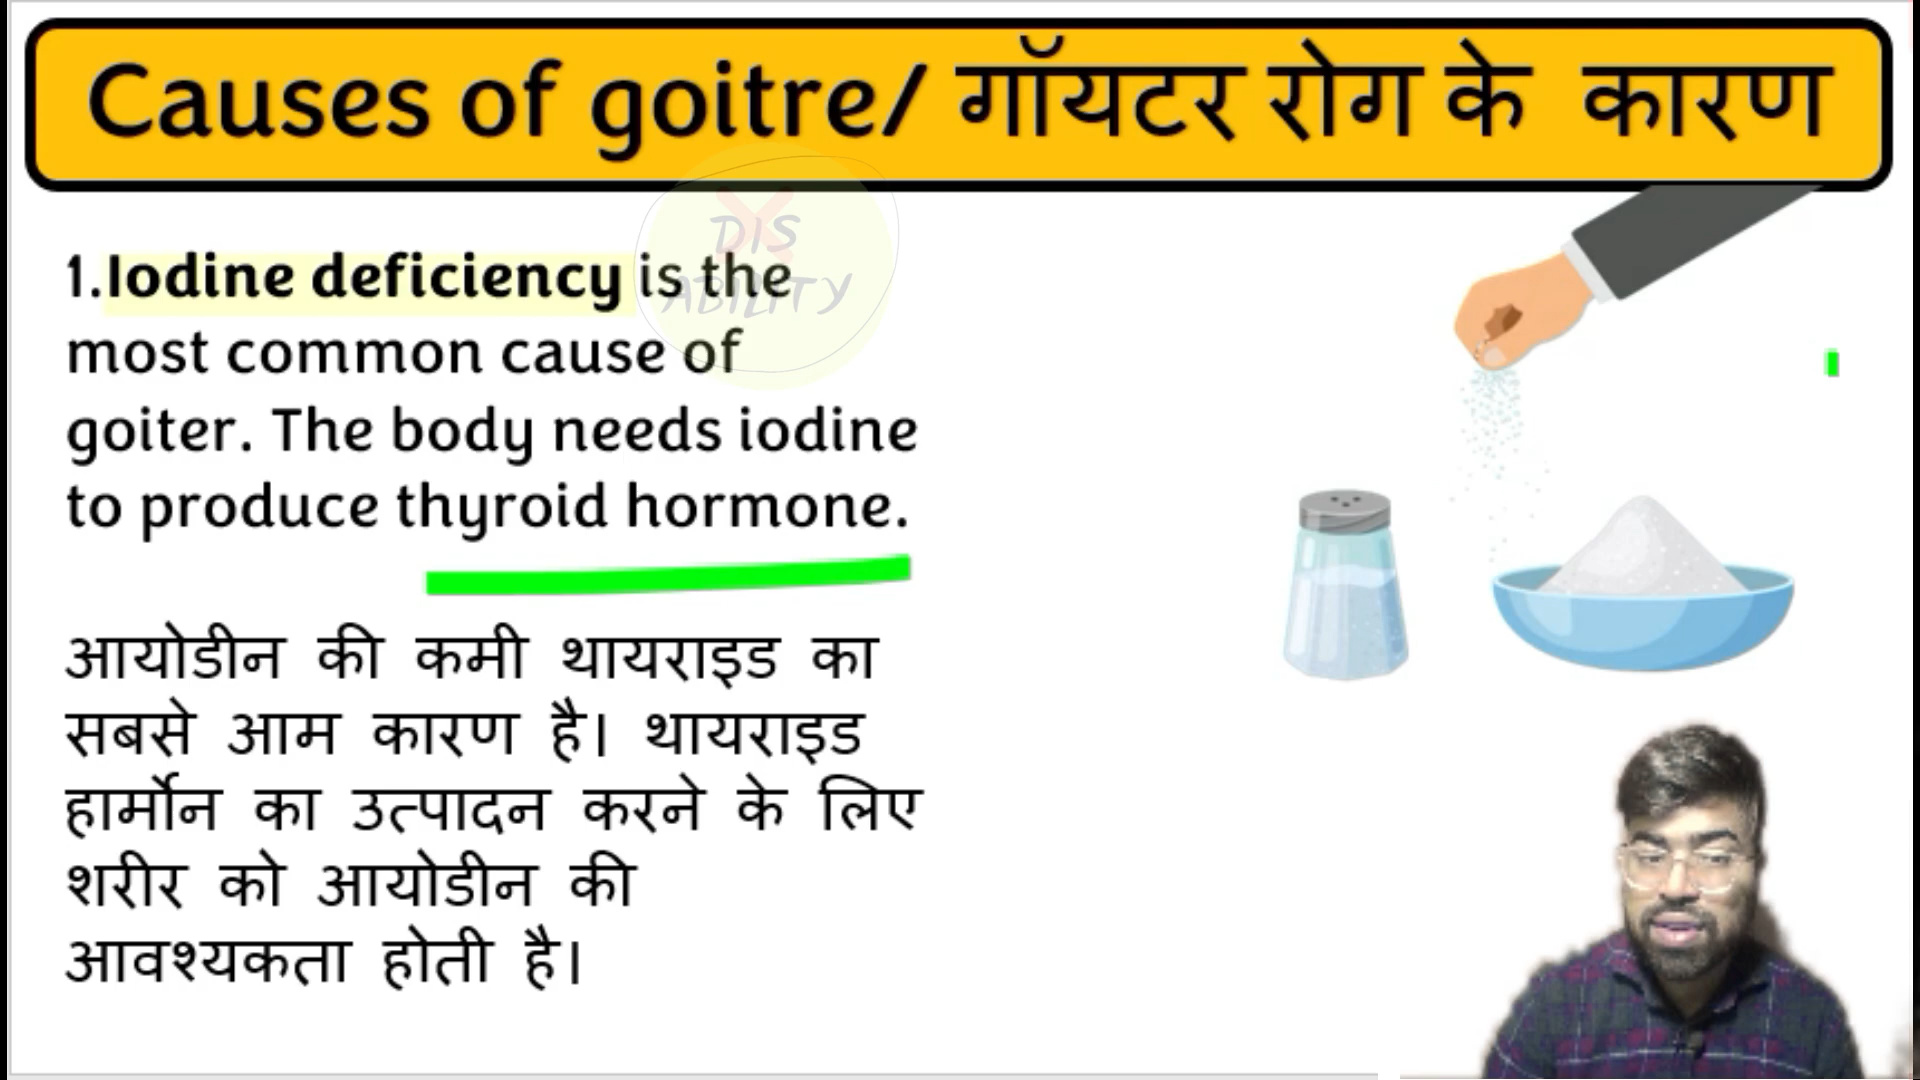 Causes of goitre/ गॉयटर रोग के कारण
DIS
ABILITY
1.Iodine deficiency is the
most common cause of
goiter. The body needs iodine
to produce thyroid hormone.
आयोडीन की कमी थायराइड का
सबसे आम कारण है। थायराइड
हार्मोन का उत्पादन करने के लिए
शरीर को आयोडीन की
आवश्यकता होती है।